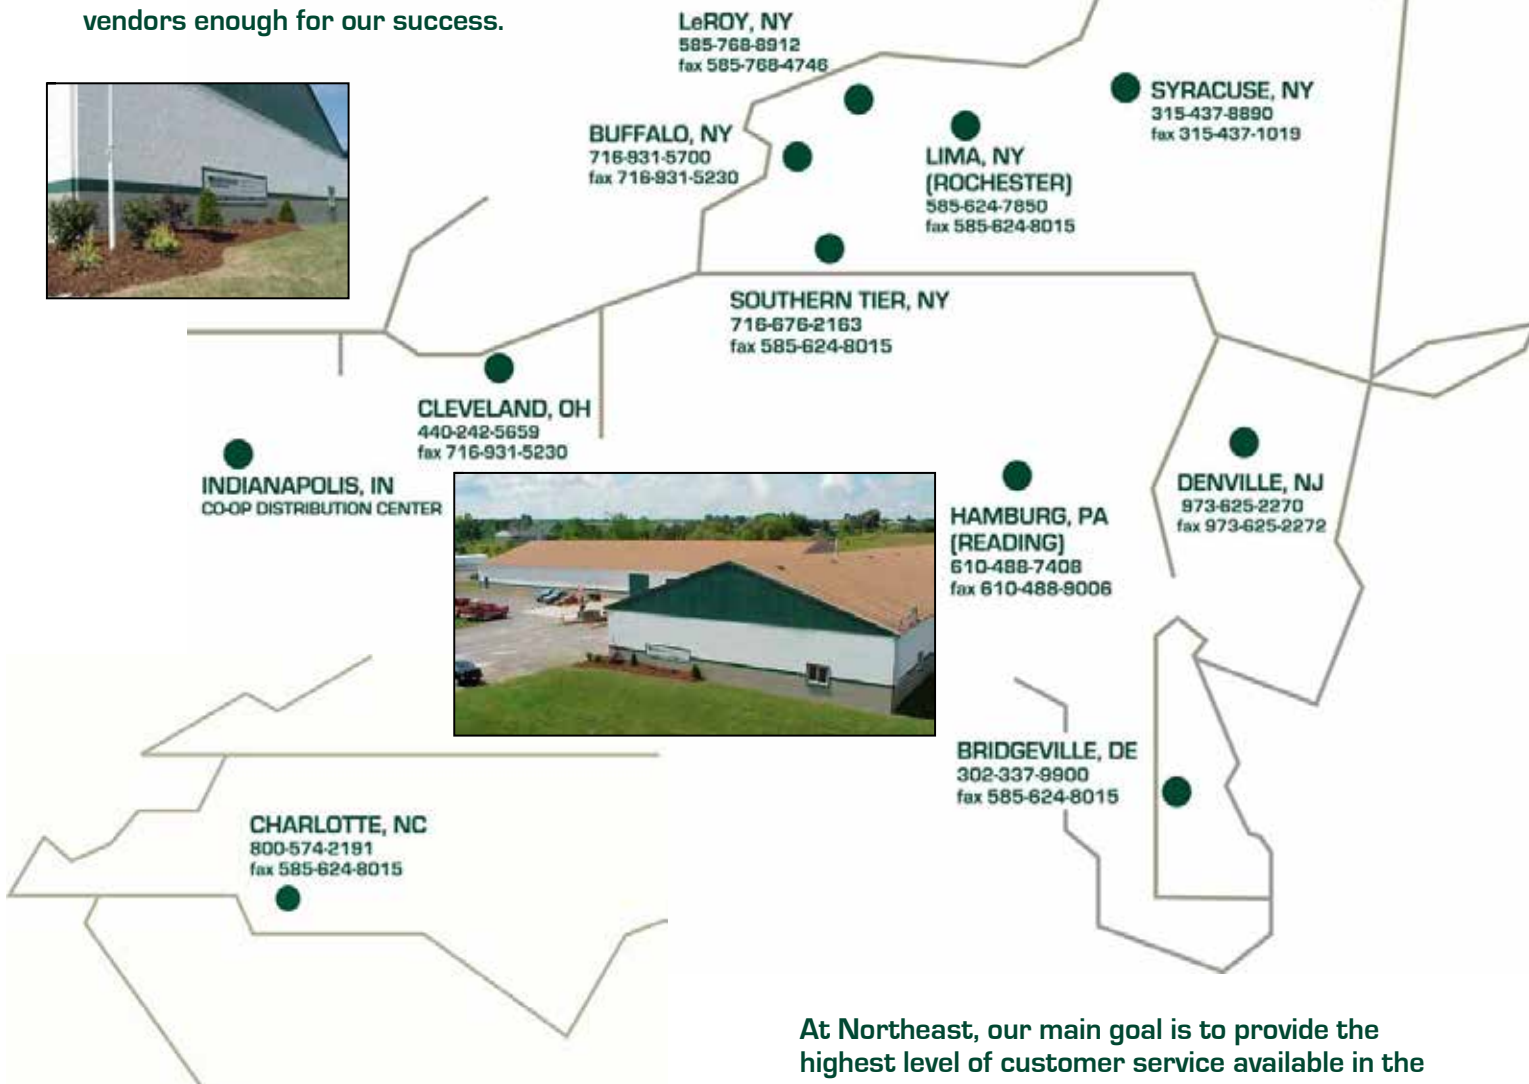 vendors enough for our success.
LeROY, NY
585-768-8912
fax 585-768-4746
SYRACUSE, NY
315-437-8890
fax 315-437-1019
BUFFALO, NY
716-931-5700
fax 716-931-5230
LIMA, NY
(ROCHESTER)
585-624-7850
fax 585-624-8015
SOUTHERN TIER, NY
716-676-2163
fax 585-624-8015
CLEVELAND, OH
440-242-5659
fax 716-931-5230
INDIANAPOLIS, IN
CO-OP DISTRIBUTION CENTER
DENVILLE, NJ
973-625-2270
fax 973-625-2272
HAMBURG, PA
(READING)
610-488-7408
fax 610-488-9006
BRIDGEVILLE, DE
302-337-9900
fax 585-624-8015
CHARLOTTE, NC
800-574-2191
fax 585-624-8015
At Northeast, our main goal is to provide the
highest level of customer service available in the